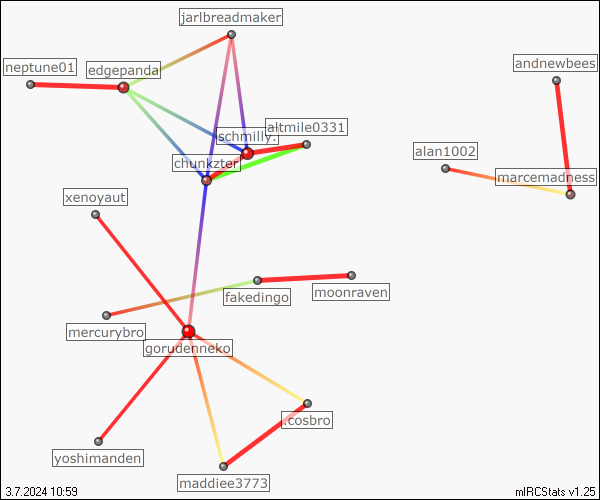 jarlbreadmaker
neptune01
edgepanda
andnewbees
schmilly.
altmile0331
chunkzter
alan1002
marcemadness
xenoyaut
fakedingo
moonraven
mercurybro
gorudenneko
.cosbro
yoshimanden
maddiee3773
3.7.2024 10:59
mIRCStats v1.25